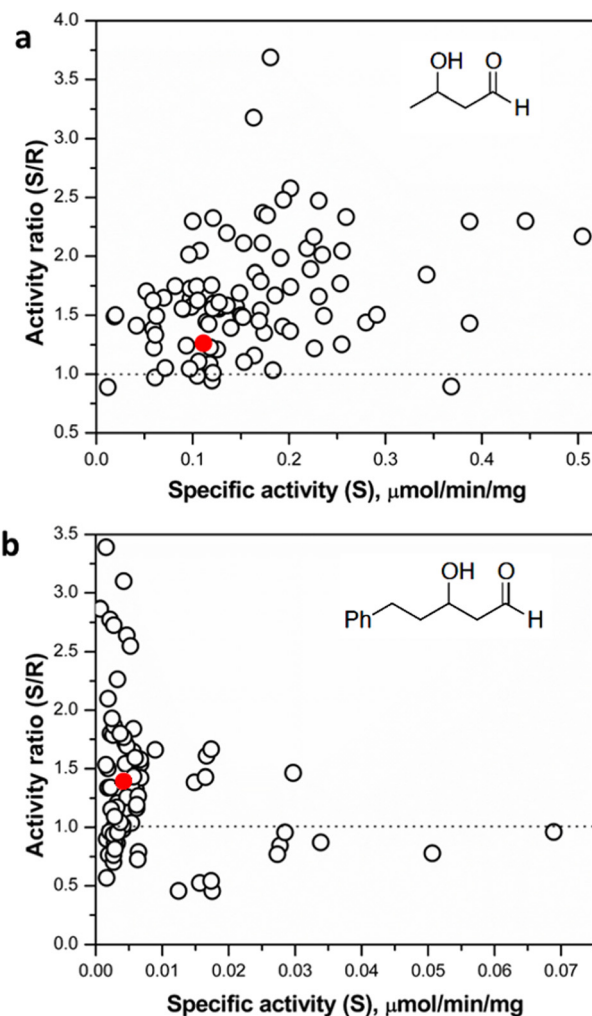 a
4.0
3.5
3.0
2.5
2.0
1.5
1.0
0.5
Activity ratio (S/R)
OH O
H
0.0 0.1 0.2 0.3 0.4 0.5
Specific activity (S), μmol/min/mg
b
3.5
3.0
2.5
2.0
1.5
1.0
0.5
0.0
Activity ratio (S/R)
OH O
Ph H
0.00 0.01 0.02 0.03 0.04 0.05 0.06 0.07
Specific activity (S), μmol/min/mg